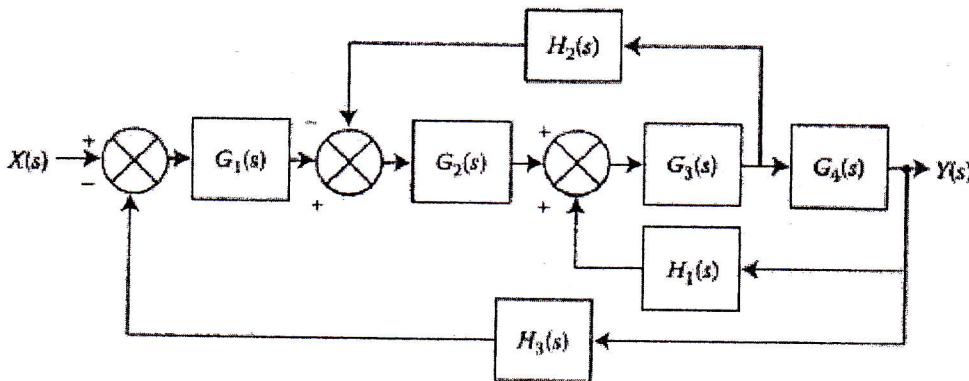 H₂(s)
+
−
+
X(s)
G₁(s)
G₂(s)
G₃(s)
G₄(s)
Y(s)
−
+
+
H₁(s)
H₃(s)